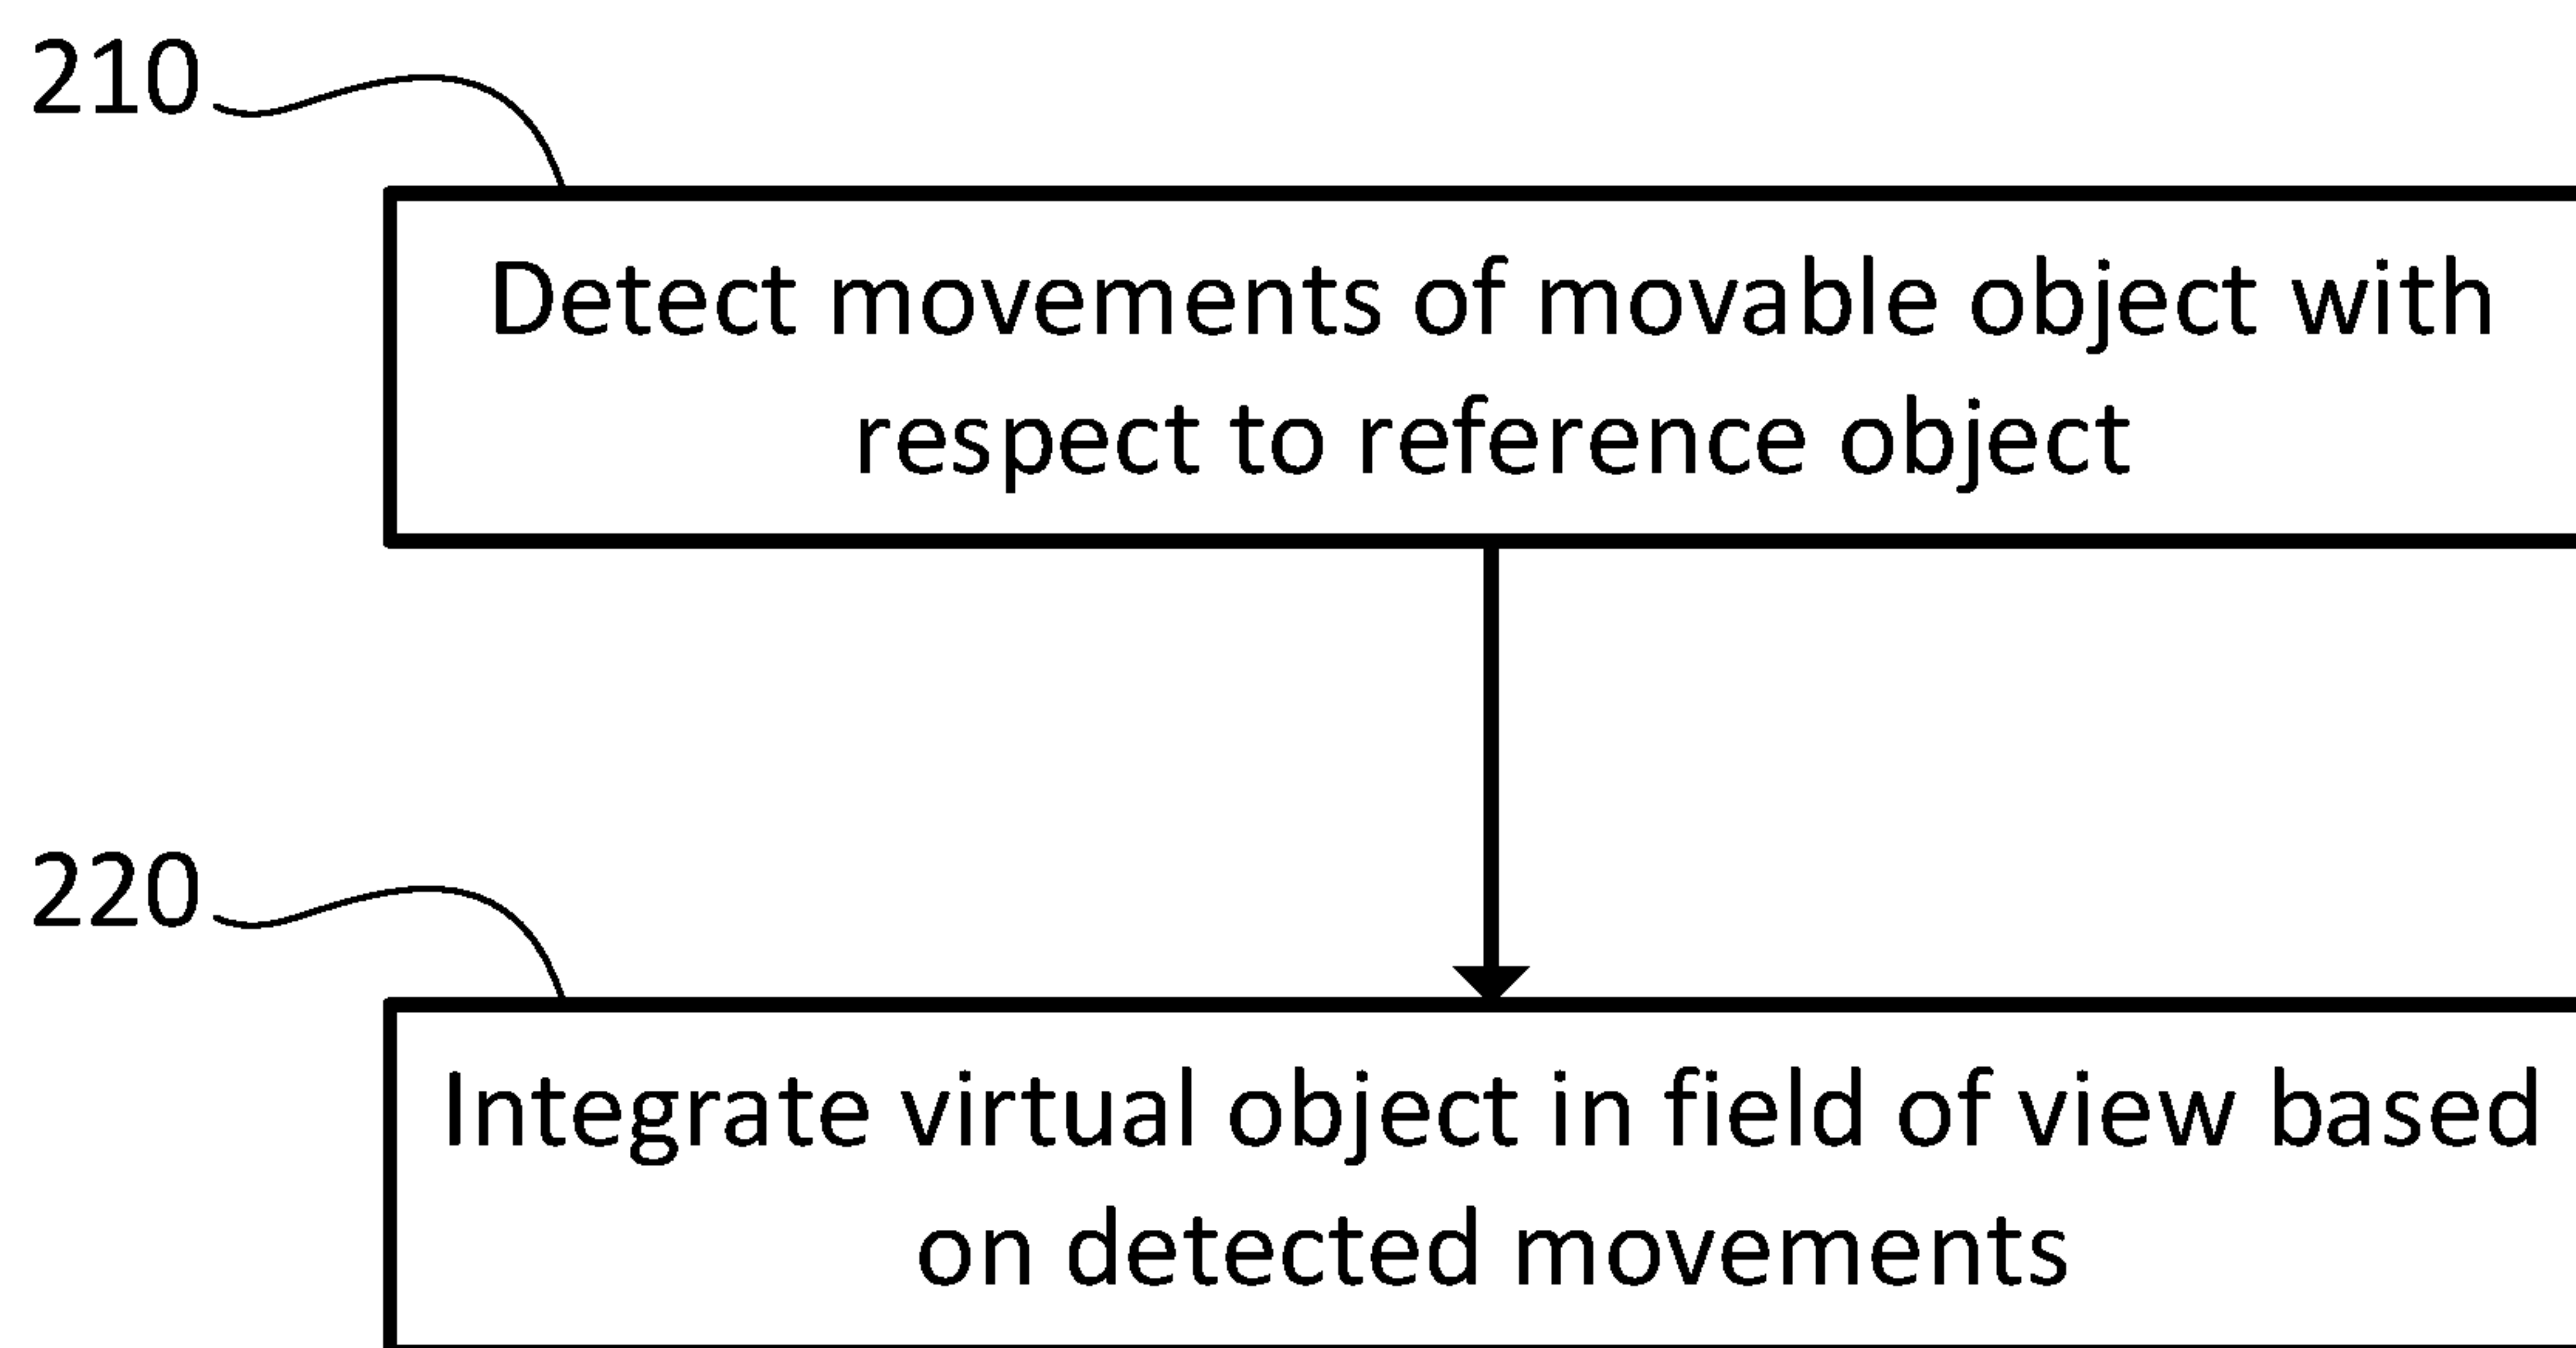 210
Detect movements of movable object with
respect to reference object
220
Integrate virtual object in field of view based
on detected movements